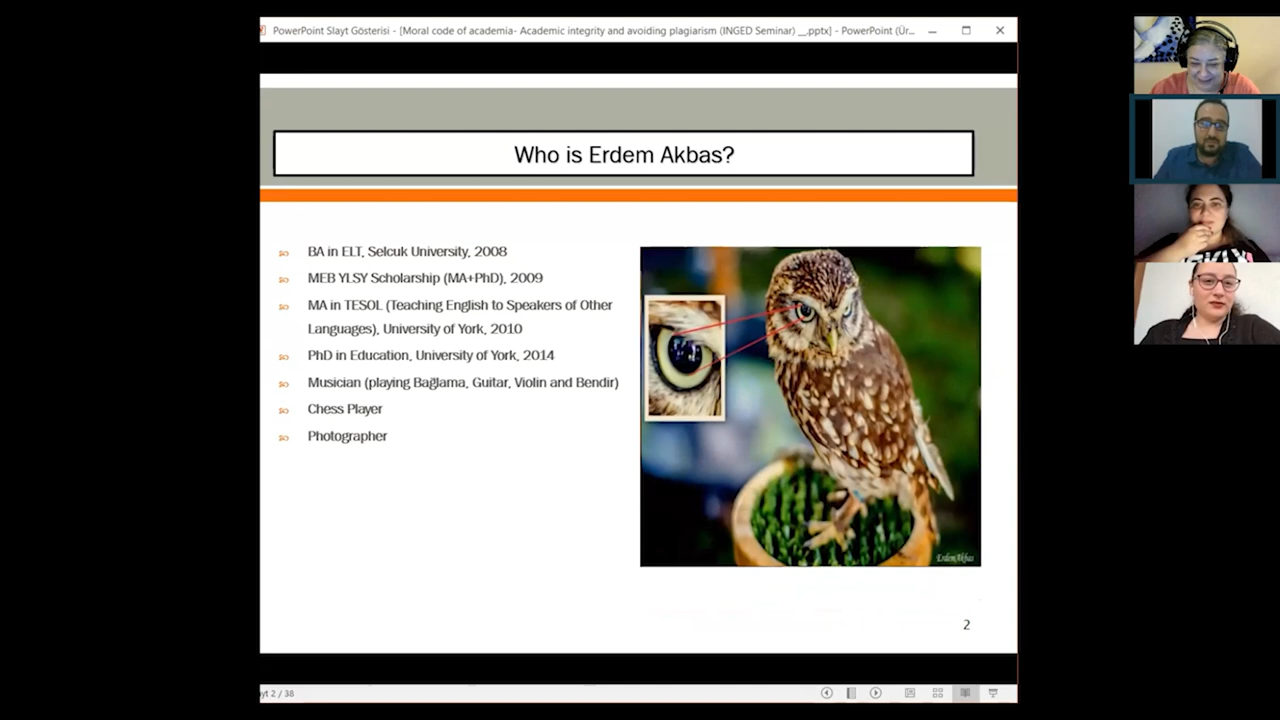 PowerPoint Slayt Gösterisi - [Moral code of academia- Academic integrity and avoiding plagiarism (INGED Seminar) __.pptx] - PowerPoint (Ür...
Who is Erdem Akbas?
BA in ELT, Selcuk University, 2008
MEB YLSY Scholarship (MA+PhD), 2009
MA in TESOL (Teaching English to Speakers of Other
Languages), University of York, 2010
PhD in Education, University of York, 2014
Musician (playing Bağlama, Guitar, Violin and Bendir)
Chess Player
Photographer
ErdemAkbas
2
yt 2 / 38